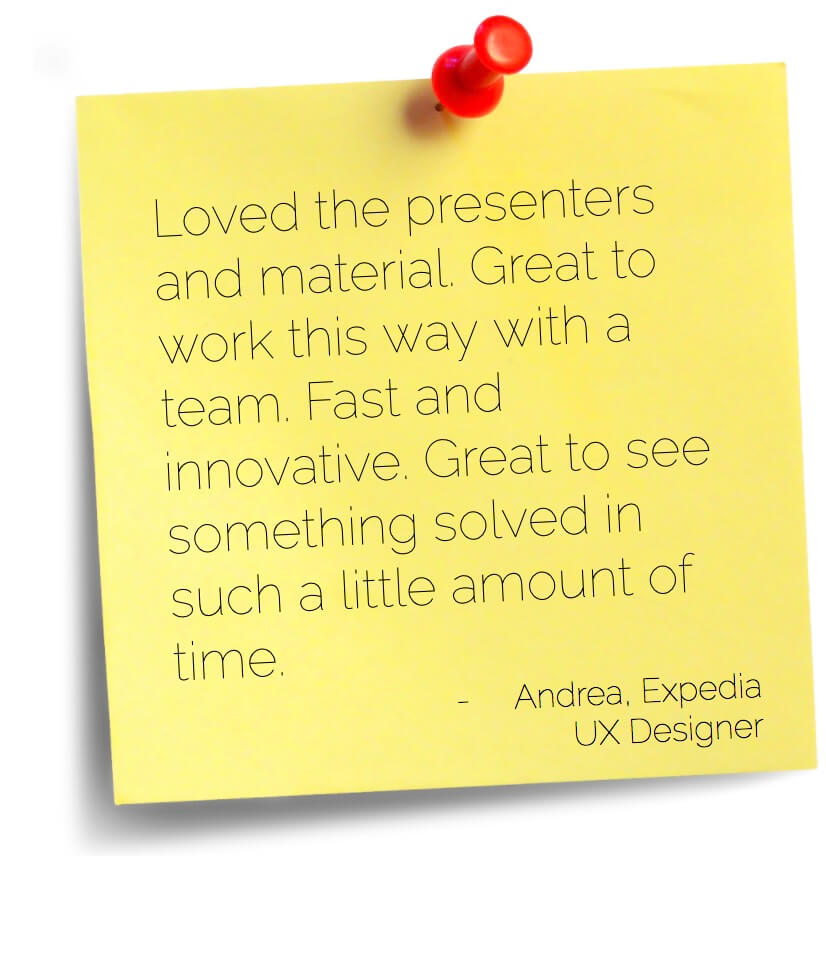 Loved the presenters
and material. Great to
work this way with a
team. Fast and
innovative. Great to see
something solved in
such a little amount of
time.
- Andrea, Expedia
UX Designer